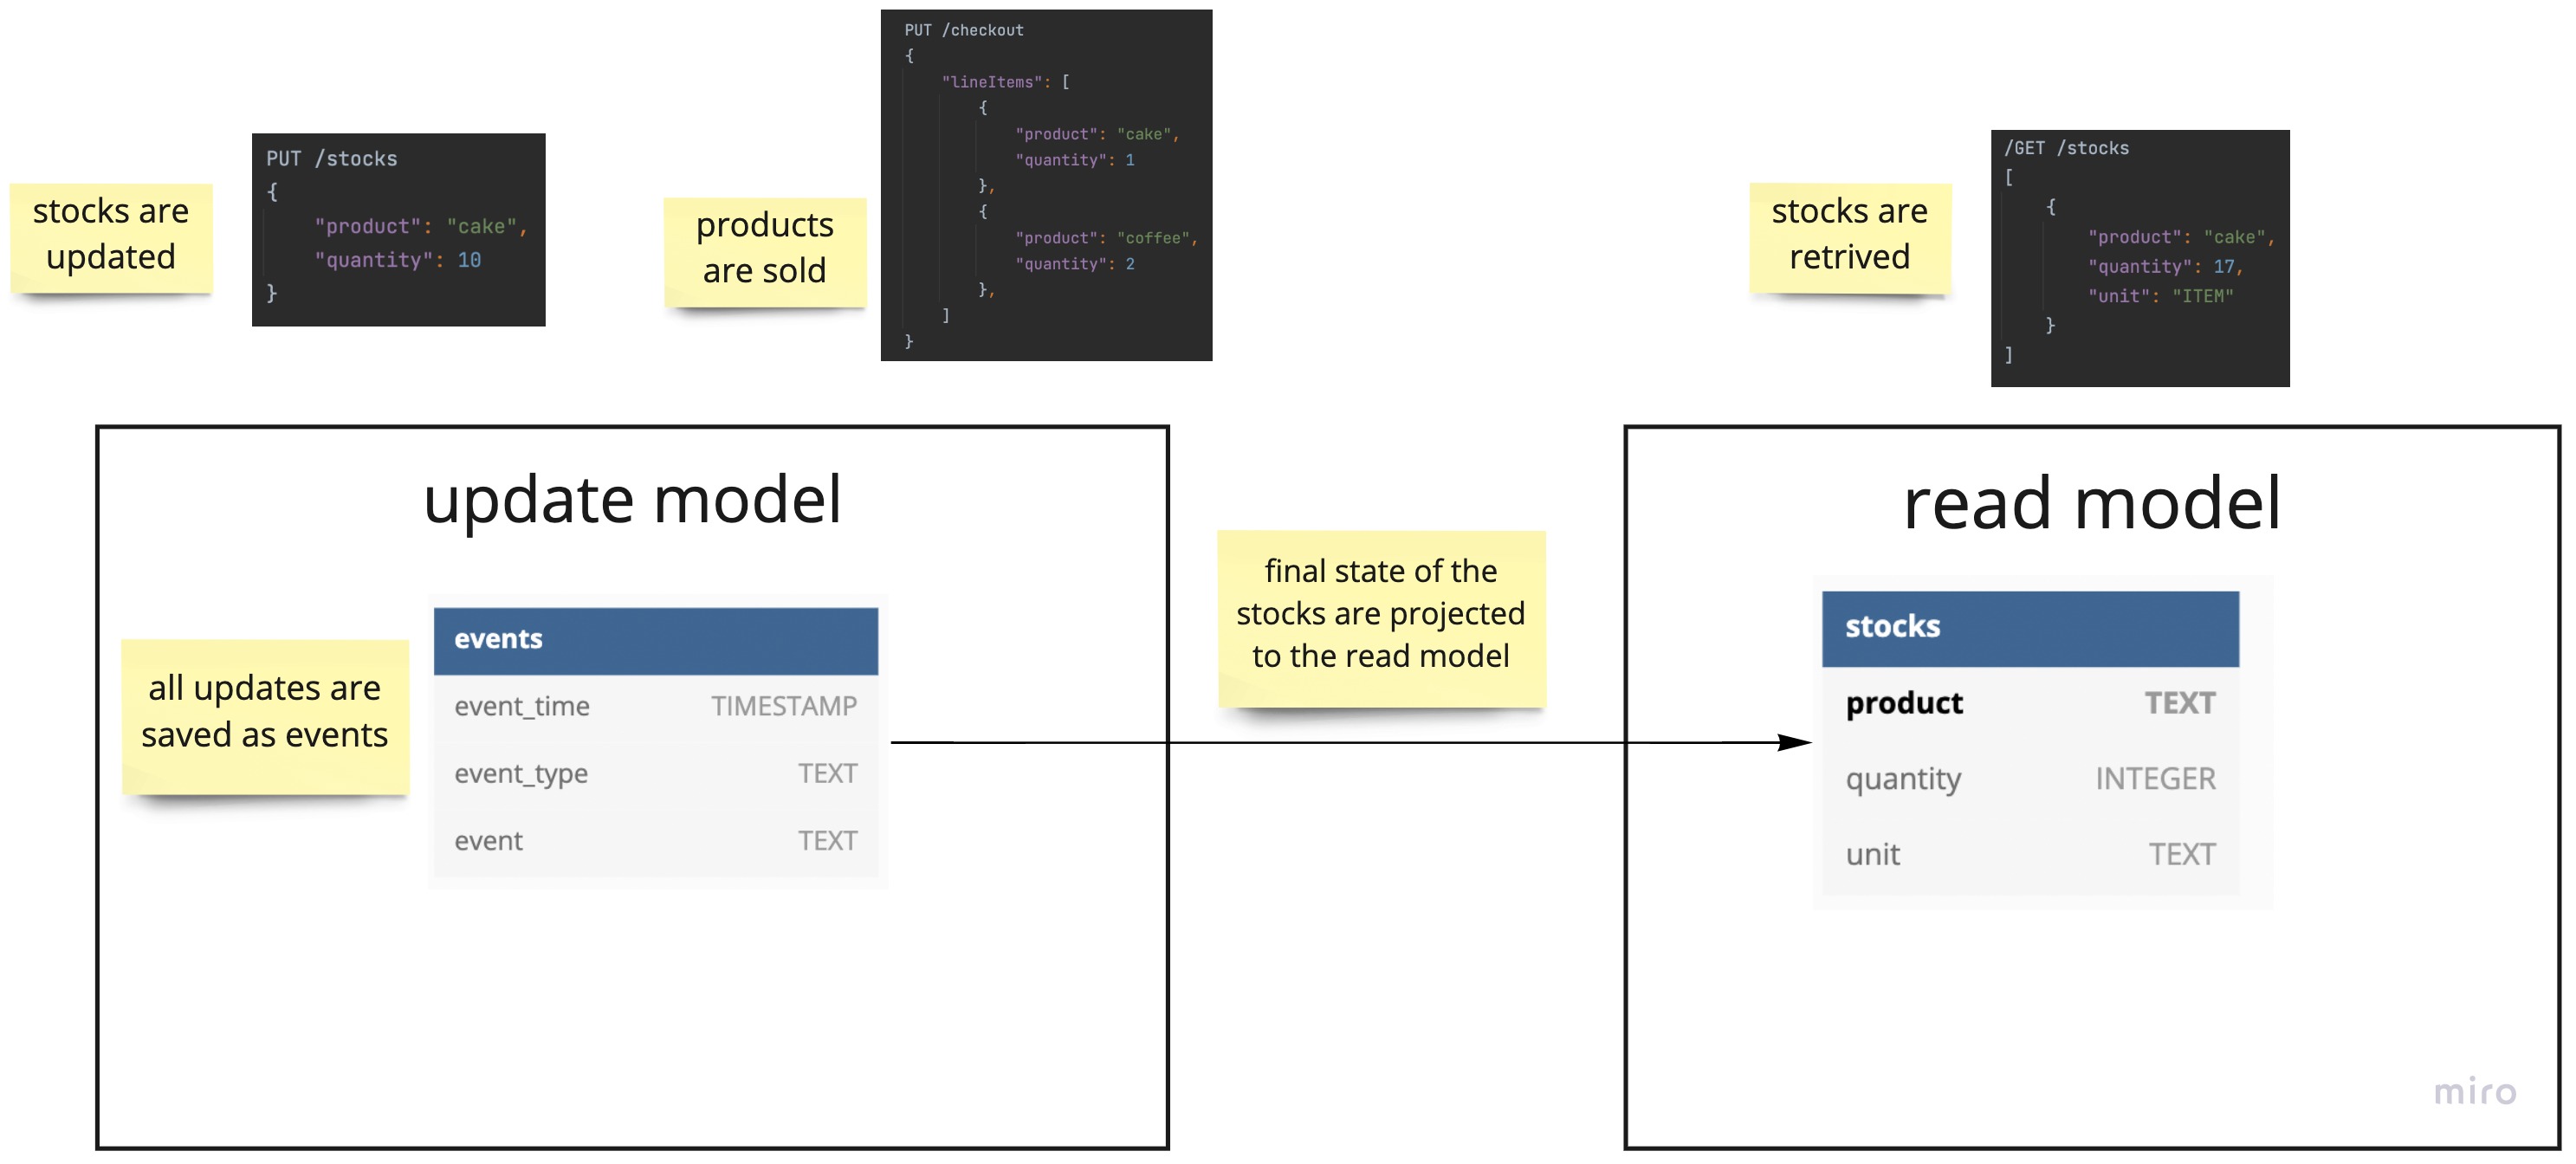 stocks are
updated
PUT /stocks
{
"product": "cake",
"quantity": 10
}
products
are sold
PUT /checkout
{
"lineItems": [
{
"product": "cake",
"quantity": 1
},
{
"product": "coffee",
"quantity": 2
},
]
}
stocks are
retrived
/GET /stocks
[
{
"product": "cake",
"quantity": 17,
"unit": "ITEM"
}
]
update model
all updates are
saved as events
events
event_time TIMESTAMP
event_type TEXT
event TEXT
final state of the
stocks are projected
to the read model
read model
stocks
product TEXT
quantity INTEGER
unit TEXT
miro